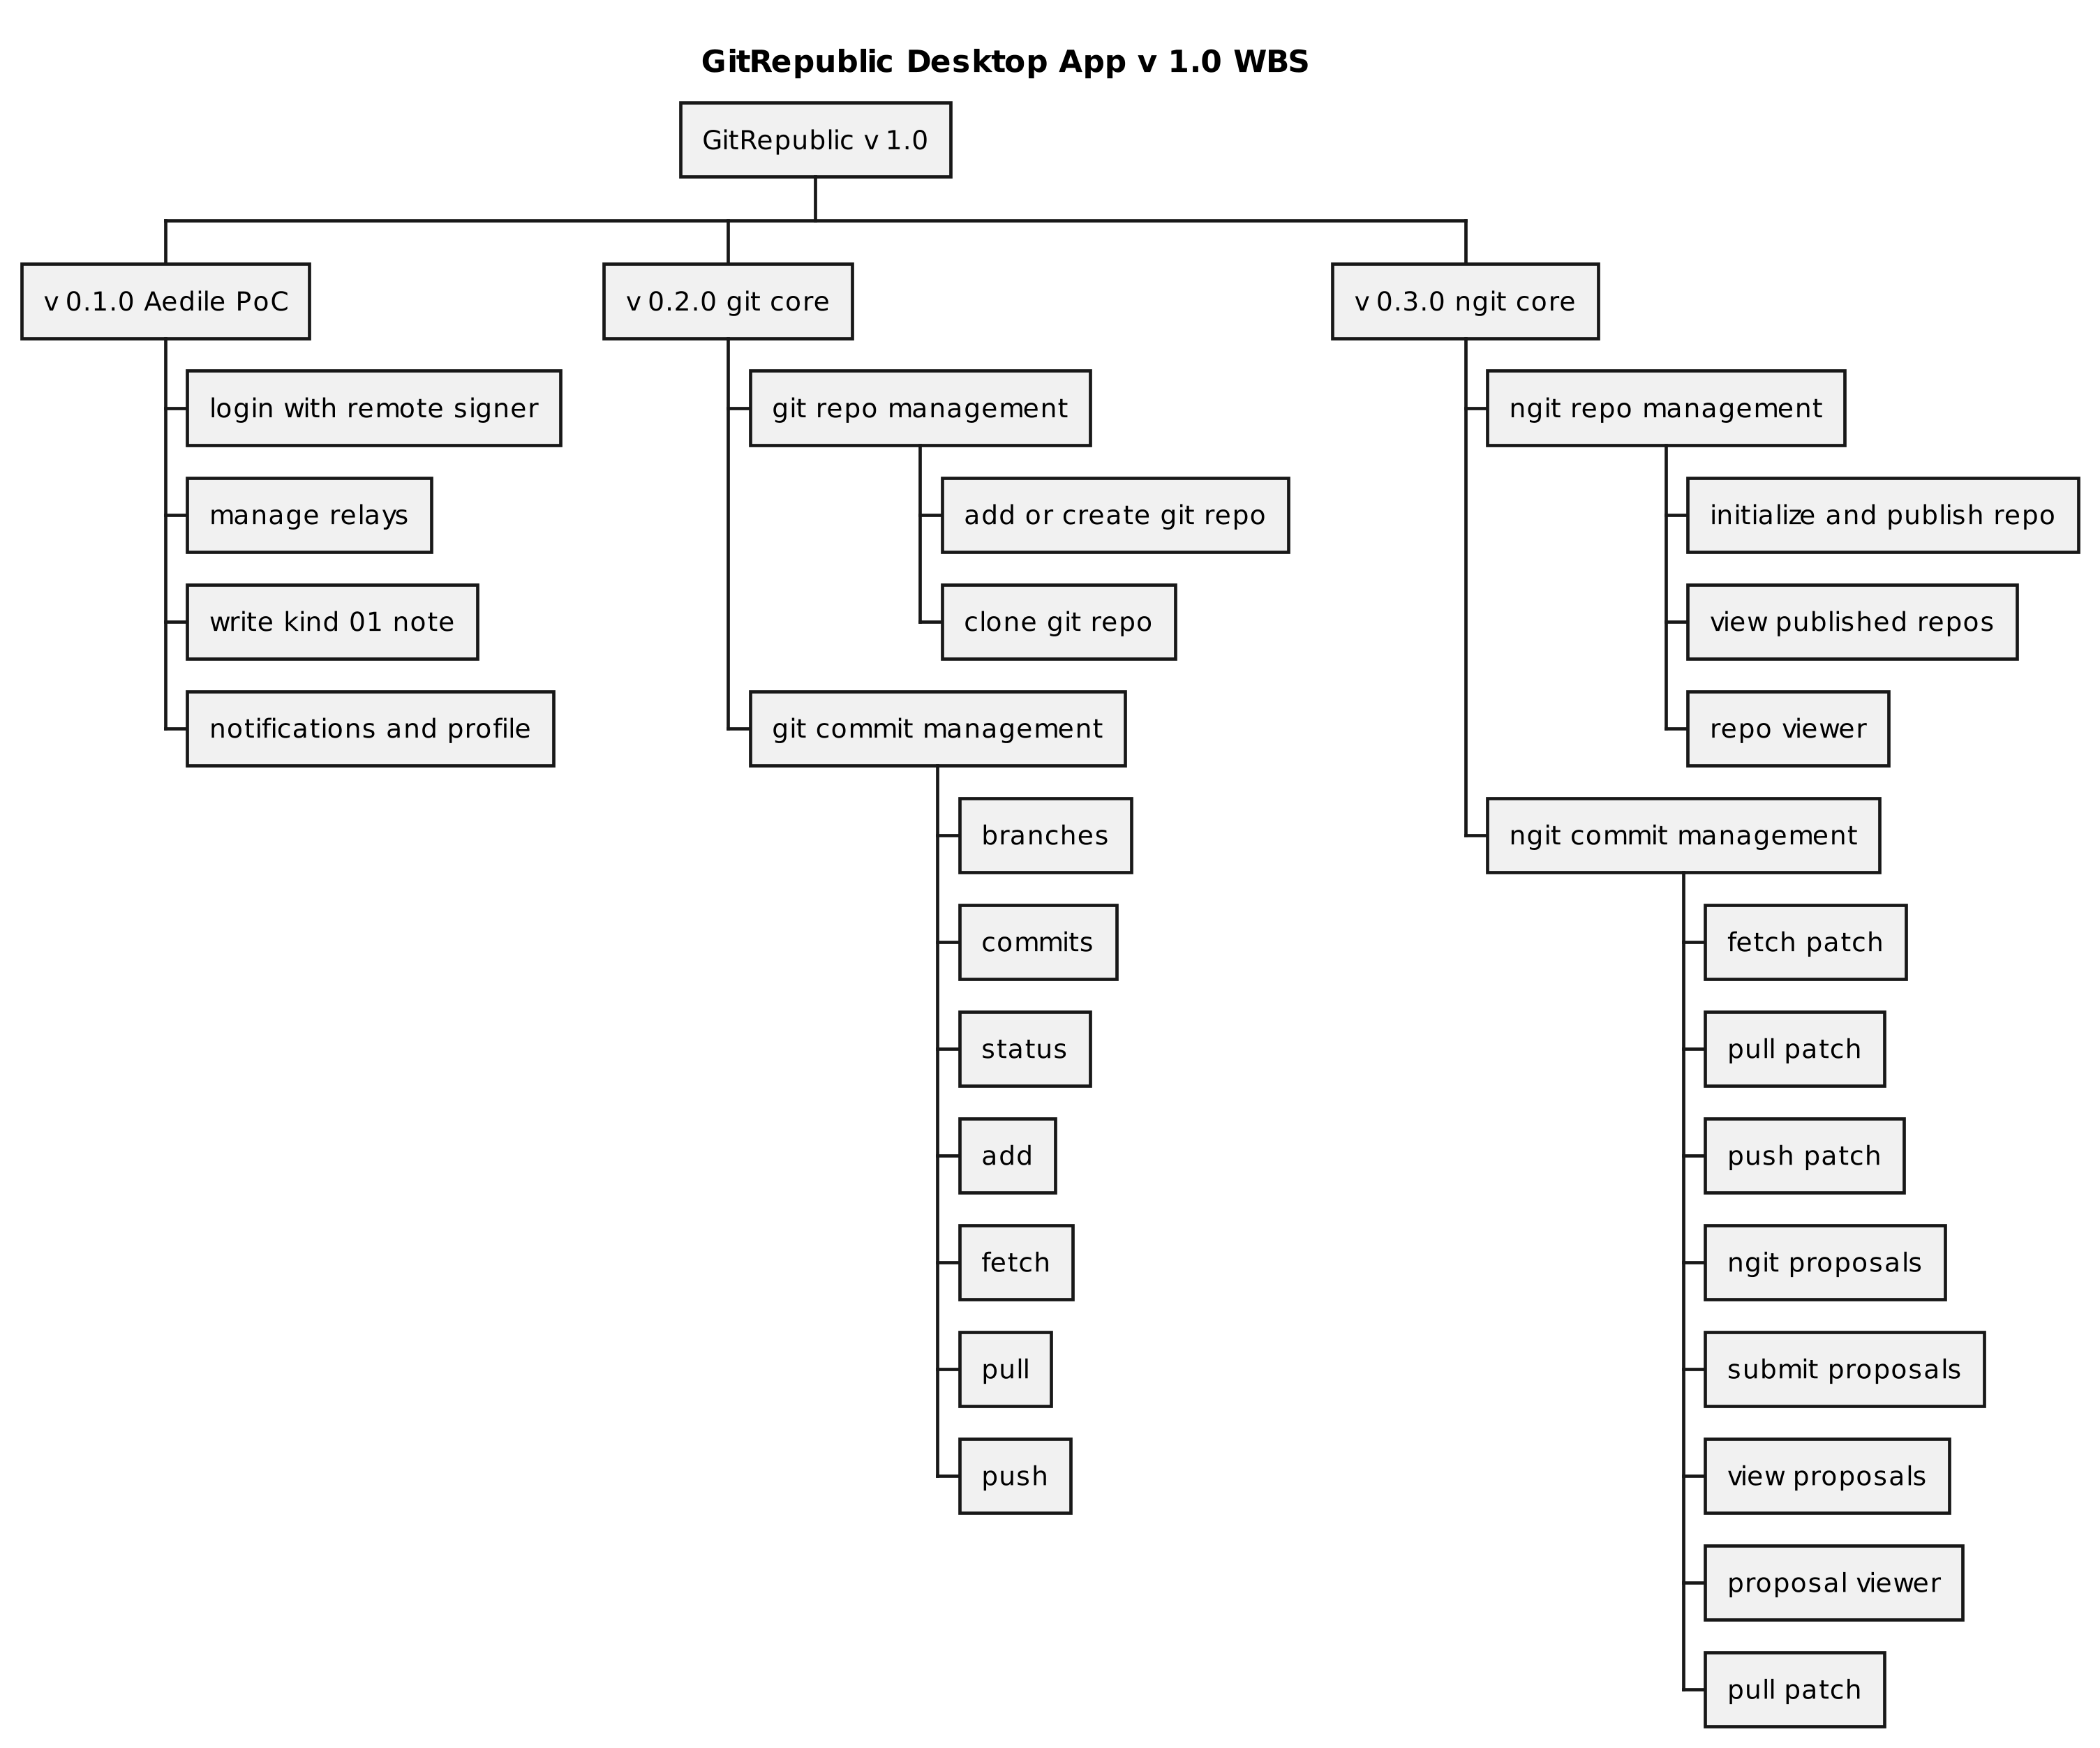 GitRepublic Desktop App v 1.0 WBS
GitRepublic v 1.0
v 0.1.0 Aedile PoC
login with remote signer
manage relays
write kind 01 note
notifications and profile
v 0.2.0 git core
git repo management
add or create git repo
clone git repo
git commit management
branches
commits
status
add
fetch
pull
push
v 0.3.0 ngit core
ngit repo management
initialize and publish repo
view published repos
repo viewer
ngit commit management
fetch patch
pull patch
push patch
ngit proposals
submit proposals
view proposals
proposal viewer
pull patch